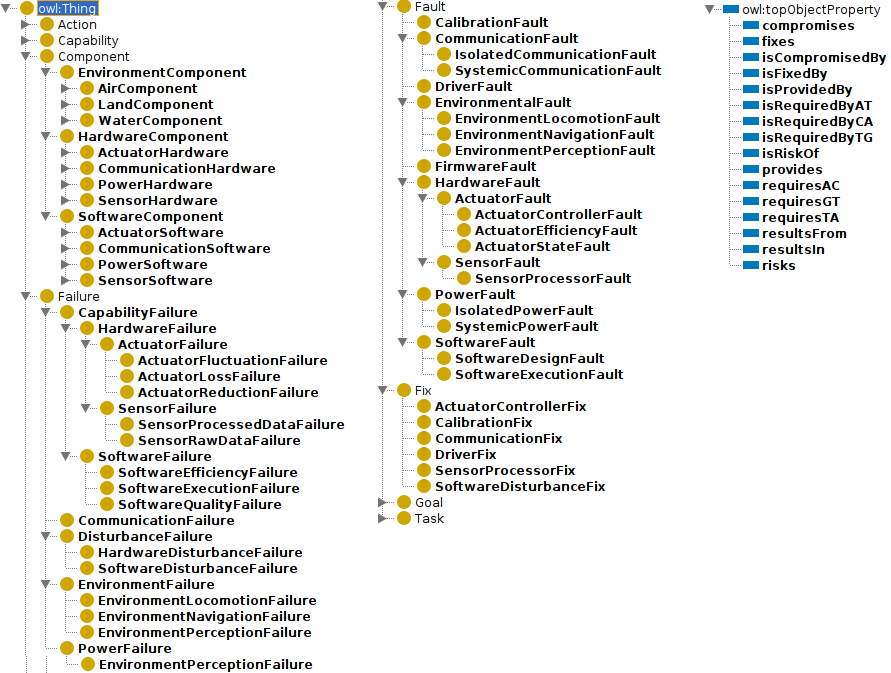 owl:Thing
Action
Capability
Component
EnvironmentComponent
AirComponent
LandComponent
WaterComponent
HardwareComponent
ActuatorHardware
CommunicationHardware
PowerHardware
SensorHardware
SoftwareComponent
ActuatorSoftware
CommunicationSoftware
PowerSoftware
SensorSoftware
Failure
CapabilityFailure
HardwareFailure
ActuatorFailure
ActuatorFluctuationFailure
ActuatorLossFailure
ActuatorReductionFailure
SensorFailure
SensorProcessedDataFailure
SensorRawDataFailure
SoftwareFailure
SoftwareEfficiencyFailure
SoftwareExecutionFailure
SoftwareQualityFailure
CommunicationFailure
DisturbanceFailure
HardwareDisturbanceFailure
SoftwareDisturbanceFailure
EnvironmentFailure
EnvironmentLocomotionFailure
EnvironmentNavigationFailure
EnvironmentPerceptionFailure
PowerFailure
EnvironmentPerceptionFailure
Fault
CalibrationFault
CommunicationFault
IsolatedCommunicationFault
SystemicCommunicationFault
DriverFault
EnvironmentalFault
EnvironmentLocomotionFault
EnvironmentNavigationFault
EnvironmentPerceptionFault
FirmwareFault
HardwareFault
ActuatorFault
ActuatorControllerFault
ActuatorEfficiencyFault
ActuatorStateFault
SensorFault
SensorProcessorFault
PowerFault
IsolatedPowerFault
SystemicPowerFault
SoftwareFault
SoftwareDesignFault
SoftwareExecutionFault
Fix
ActuatorControllerFix
CalibrationFix
CommunicationFix
DriverFix
SensorProcessorFix
SoftwareDisturbanceFix
Goal
Task
owl:topObjectProperty
compromises
fixes
isCompromisedBy
isFixedBy
isProvidedBy
isRequiredByAT
isRequiredByCA
isRequiredByTG
isRiskOf
provides
requiresAC
requiresGT
requiresTA
resultsFrom
resultsIn
risks